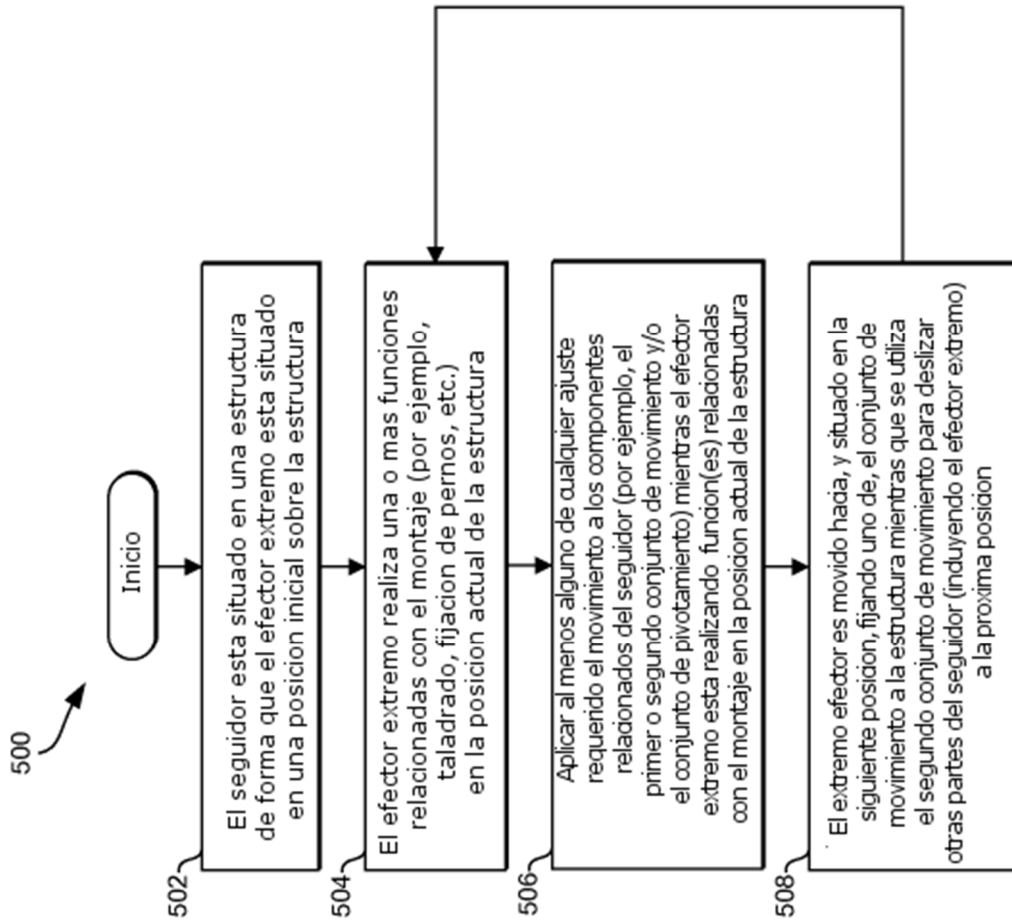 500
Inicio
502
El seguidor esta situado en una estructura
de forma que el efector extremo esta situado
en una posicion inicial sobre la estructura
504
El efector extremo realiza una o mas funciones
relacionadas con el montaje (por ejemplo,
taladrado, fijacion de pernos, etc.)
en la posicion actual de la estructura
506
Aplicar al menos alguno de cualquier ajuste
requerido el movimiento a los componentes
relacionados del seguidor (por ejemplo, el
primer o segundo conjunto de movimiento y/o
el conjunto de pivotamiento) mientras el efector
extremo esta realizando funcion(es) relacionadas
con el montaje en la posicion actual de la estructura
508
El extremo efector es movido hacia, y situado en la
siguiente posicion, fijando uno de, el conjunto de
movimiento a la estructura mientras que se utiliza
el segundo conjunto de movimiento para deslizar
otras partes del seguidor (induyendo el efector extremo)
a la proxima posicion